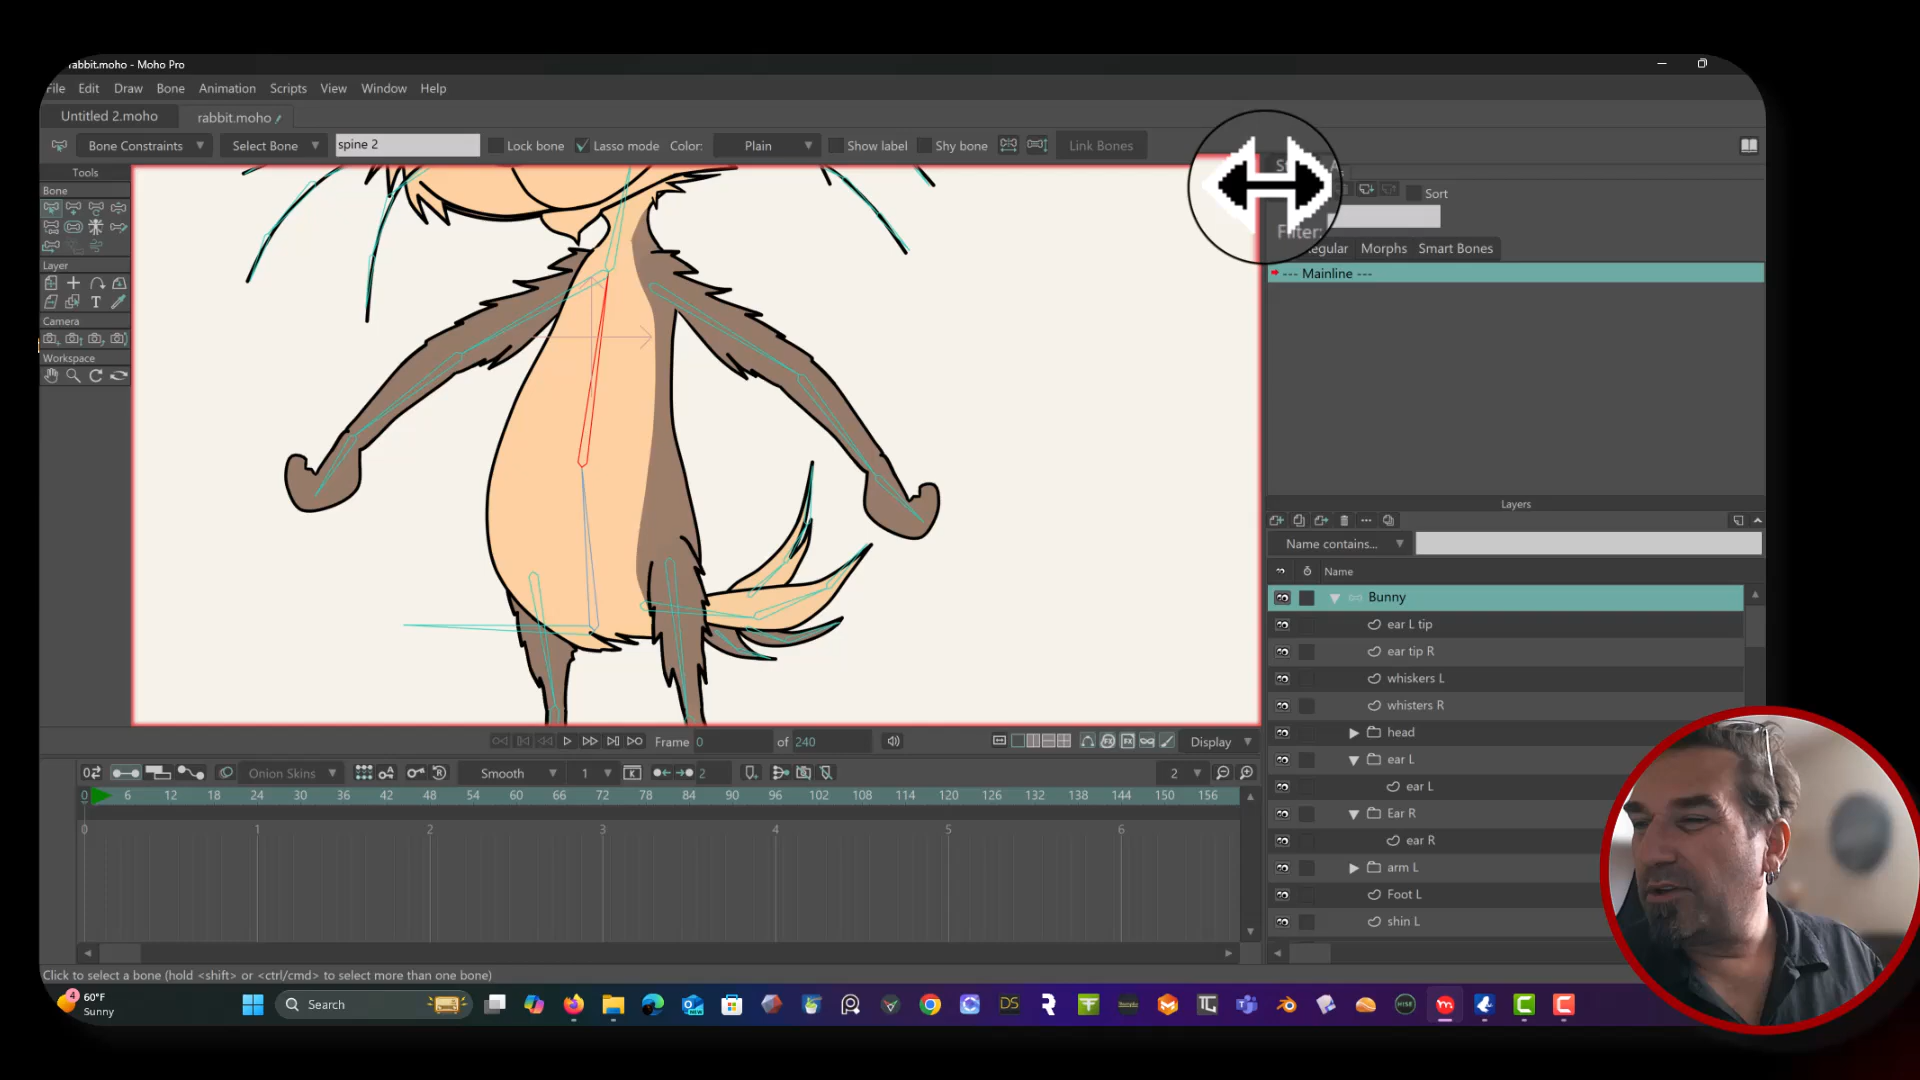 rabbit.moho - Moho Pro
File Edit Draw Bone Animation Scripts View Window Help
Untitled 2.moho rabbit.moho
Bone Constraints Select Bone spine 2 Lock bone Lasso mode Color: Plain Show label Shy bone Link Bones
Tools
Bone
Layer
T
Camera
Workspace
Sort
Filter:
Regular Morphs Smart Bones
--- Mainline ---
Layers
Name contains...
Name
Bunny
ear L tip
ear tip R
whiskers L
whisters R
head
ear L
ear L
Ear R
ear R
arm L
Foot L
shin L
Frame 0 of 240 Display
Onion Skins Smooth 1 2 2
0 6 12 18 24 30 36 42 48 54 60 66 72 78 84 90 96 102 108 114 120 126 132 138 144 150 156
0 1 2 3 4 5 6
Click to select a bone (hold <shift> or <ctrl/cmd> to select more than one bone)
4 60°F
Sunny
Search
NEW
DS